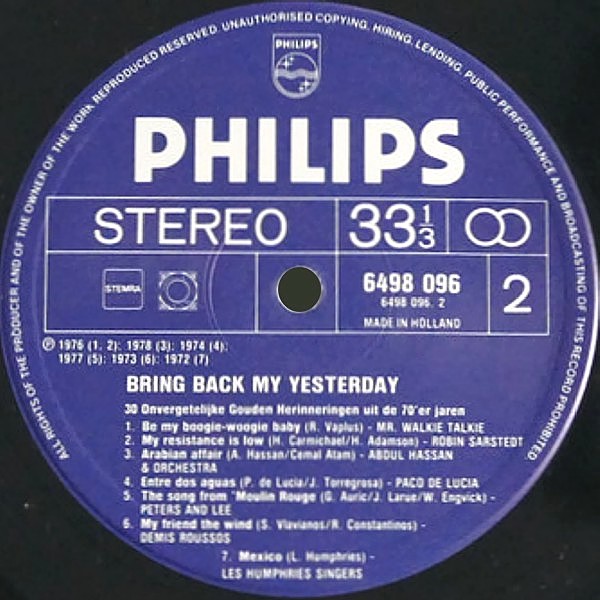 ALL RIGHTS OF THE PRODUCER AND OF THE OWNER OF THE WORK REPRODUCED RESERVED. UNAUTHORISED COPYING, HIRING, LENDING, PUBLIC PERFORMANCE AND BROADCASTING OF THIS RECORD PROHIBITED.
PHILIPS
PHILIPS
STEREO 33 1/3
STEMRA
6498 096
6498 096. 2
MADE IN HOLLAND
2
℗ 1976 (1, 2): 1978 (3): 1974 (4):
1977 (5): 1973 (6): 1972 (7)
BRING BACK MY YESTERDAY
30 Onvergetelijke Gouden Herinneringen uit de 70'er jaren
1. Be my boogie-woogie baby (R. Vaplus) - MR. WALKIE TALKIE
2. My resistance is low (H. Carmichael/H. Adamson) - ROBIN SARSTEDT
3. Arabian affair (A. Hassan/Cemal Atam) - ABDUL HASSAN
& ORCHESTRA
4. Entre dos aguas (P. de Lucia/J. Torregrosa) - PACO DE LUCIA
5. The song from "Moulin Rouge (G. Auric/J. Larue/W. Engvick) -
PETERS AND LEE
6. My friend the wind (S. Vlavianos/R. Constantinos) -
DEMIS ROUSSOS
7. Mexico (L. Humphries) -
LES HUMPHRIES SINGERS